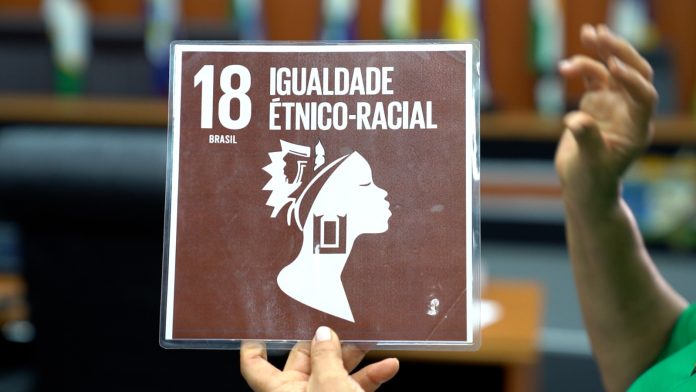 18
BRASIL
IGUALDADE
ÉTNICO-RACIAL